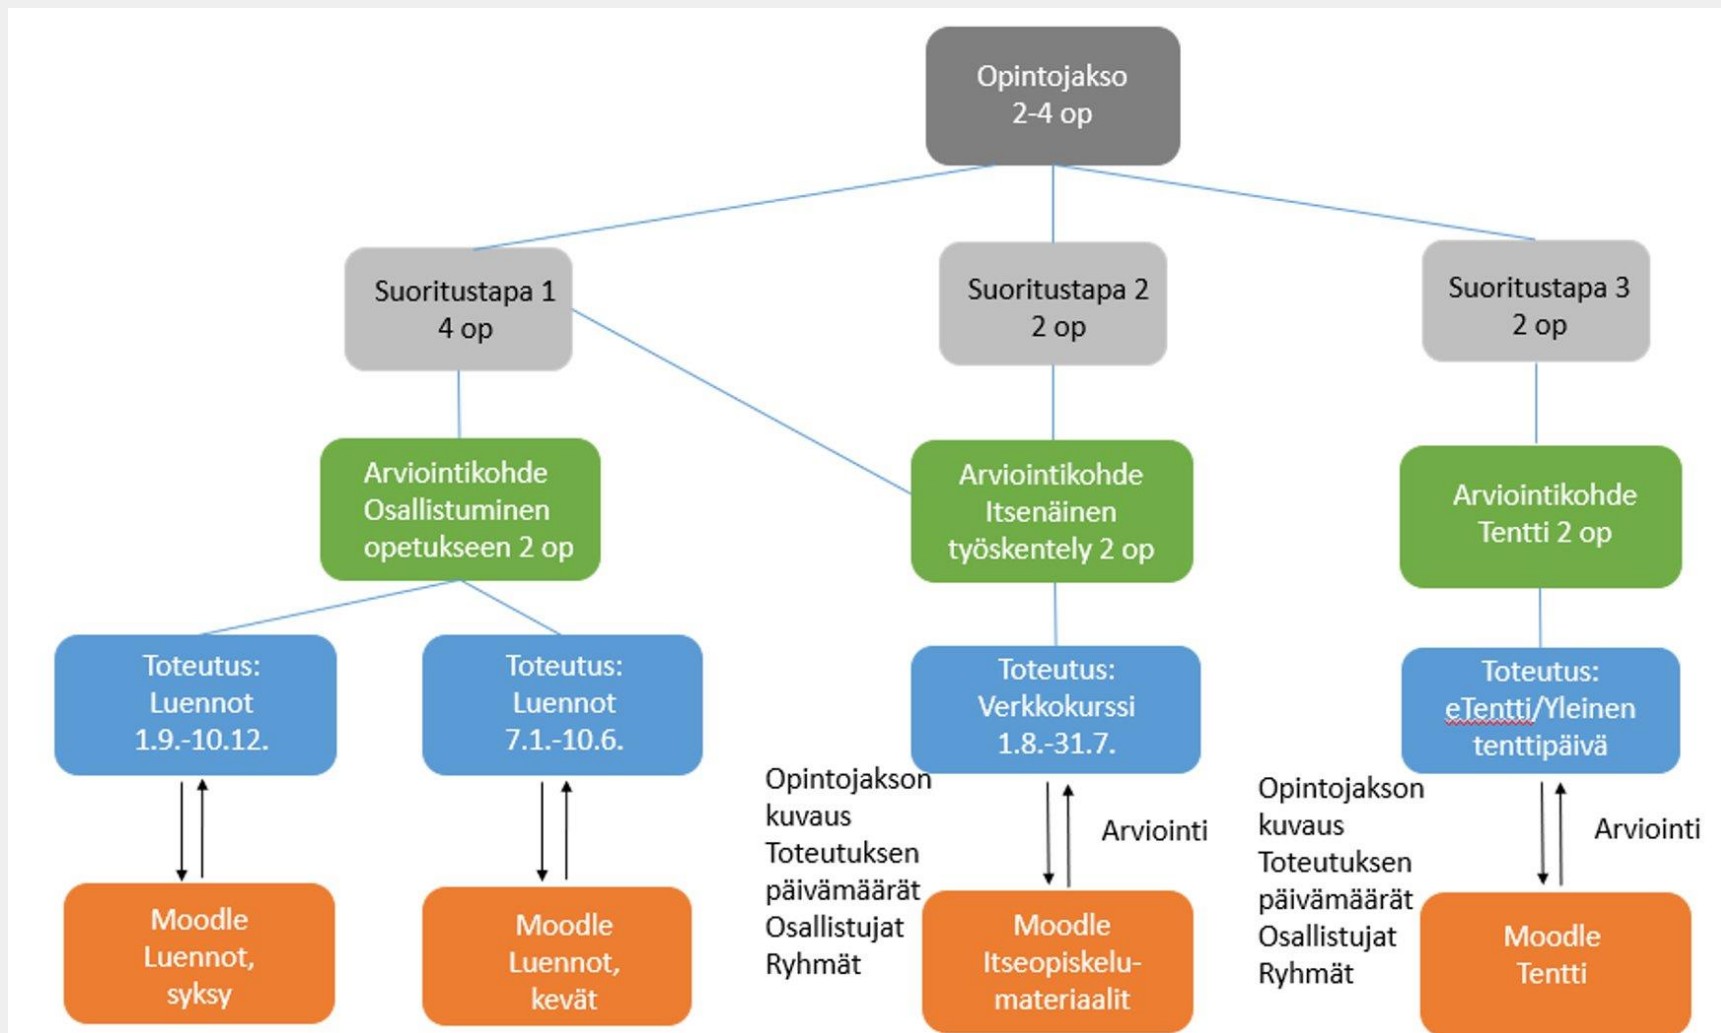 Opintojakso
2-4 op
Suoritustapa 1
4 op
Suoritustapa 2
2 op
Suoritustapa 3
2 op
Arviointikohde
Osallistuminen
opetukseen 2 op
Arviointikohde
Itsenäinen
työskentely 2 op
Arviointikohde
Tentti 2 op
Toteutus:
Luennot
1.9.-10.12.
Toteutus:
Luennot
7.1.-10.6.
Toteutus:
Verkkokurssi
1.8.-31.7.
Toteutus:
eTentti/Yleinen
tenttipäivä
Opintojakson
kuvaus
Toteutuksen
päivämäärät
Osallistujat
Ryhmät
Arviointi
Opintojakson
kuvaus
Toteutuksen
päivämäärät
Osallistujat
Ryhmät
Arviointi
Moodle
Luennot,
syksy
Moodle
Luennot,
kevät
Moodle
Itseopiskelu-
materiaalit
Moodle
Tentti